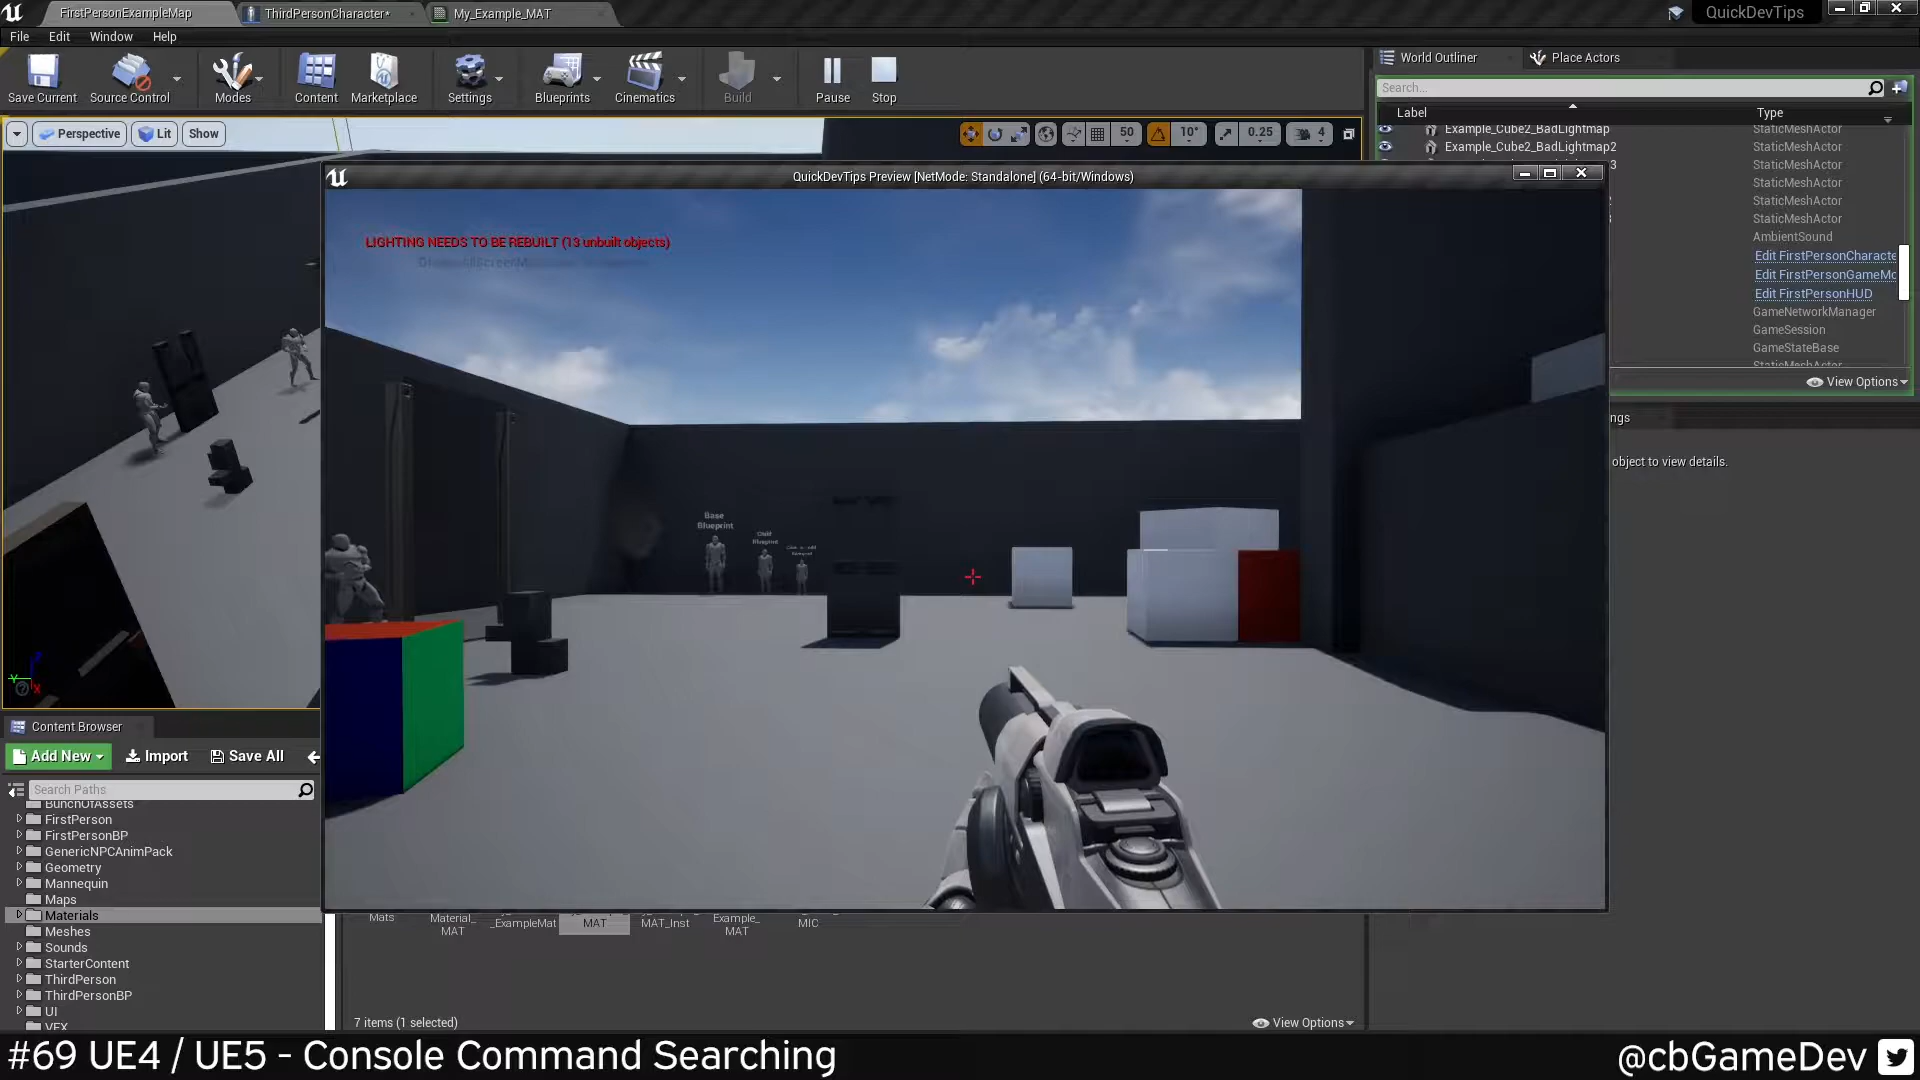 FirstPersonExampleMap
ThirdPersonCharacter*
My_Example_MAT
QuickDevTips
File Edit Window Help
World Outliner
Place Actors
Save Current
Source Control
Modes
Content
Marketplace
Settings
Blueprints
Cinematics
Build
Pause
Stop
Search...
Label
Type
Perspective
Lit
Show
50
10°
0.25
4
Example_Cube2_BadLightmap
StaticMeshActor
Example_Cube2_BadLightmap2
StaticMeshActor
3
StaticMeshActor
StaticMeshActor
StaticMeshActor
StaticMeshActor
AmbientSound
Edit FirstPersonCharacte
Edit FirstPersonGameMo
Edit FirstPersonHUD
GameNetworkManager
GameSession
GameStateBase
StaticMeshActor
View Options
ngs
object to view details.
QuickDevTips Preview [NetMode: Standalone] (64-bit/Windows)
LIGHTING NEEDS TO BE REBUILT (13 unbuilt objects)
Base
Blueprint
Child
Blueprint
Content Browser
Add New
Import
Save All
Search Paths
BunchOfAssets
FirstPerson
FirstPersonBP
GenericNPCAnimPack
Geometry
Mannequin
Maps
Materials
Meshes
Sounds
StarterContent
ThirdPerson
ThirdPersonBP
UI
VFX
Mats
Material_
MAT
_ExampleMat
MAT
MAT_Inst
Example_
MAT
MIC
7 items (1 selected)
View Options
#69 UE4 / UE5 - Console Command Searching
@cbGameDev